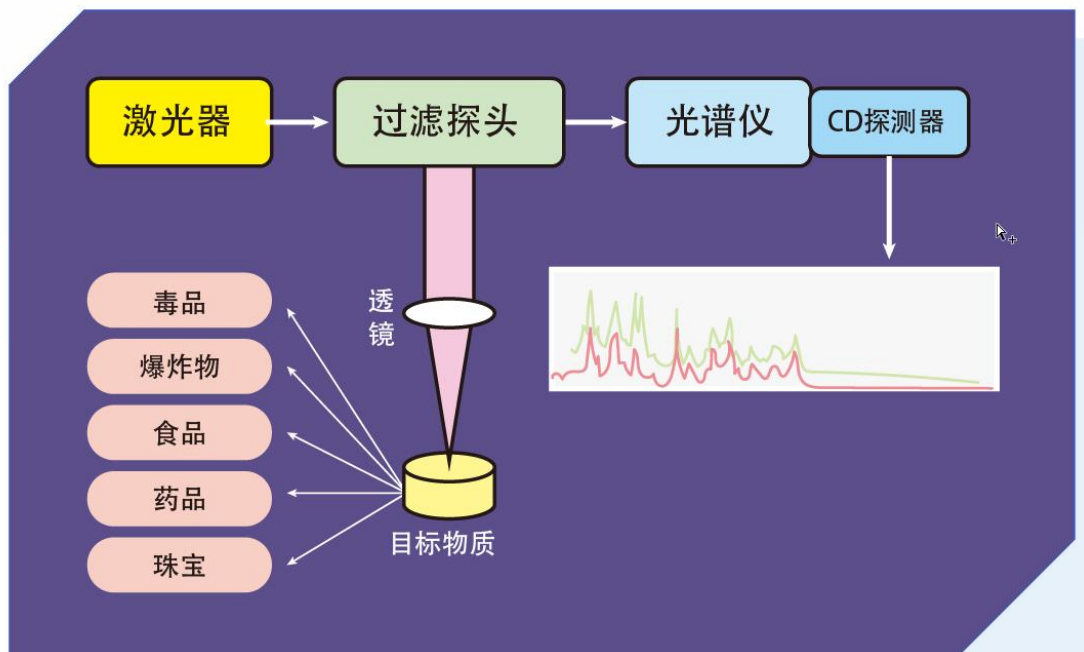 激光器
过滤探头
光谱仪
CD探测器
透
镜
毒品
爆炸物
食品
药品
珠宝
目标物质